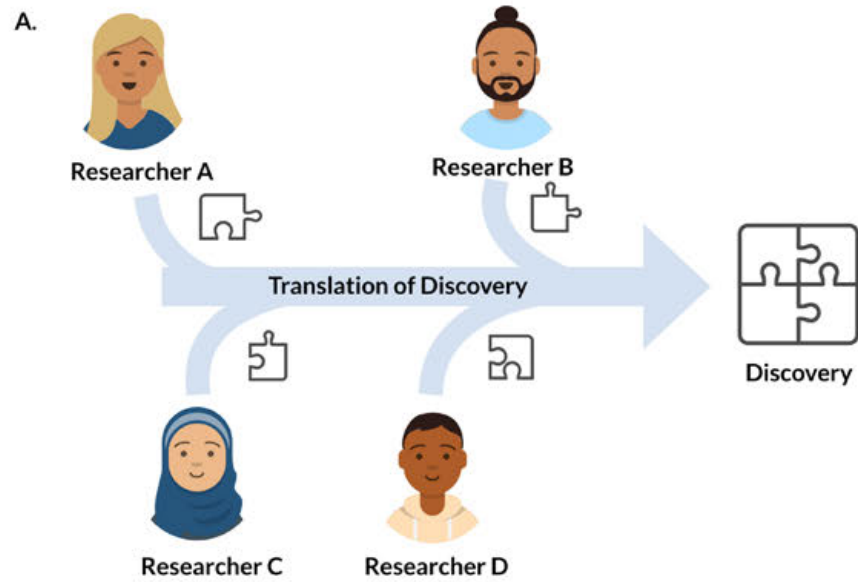 A.
Researcher A
Researcher B
Translation of Discovery
Discovery
Researcher C
Researcher D